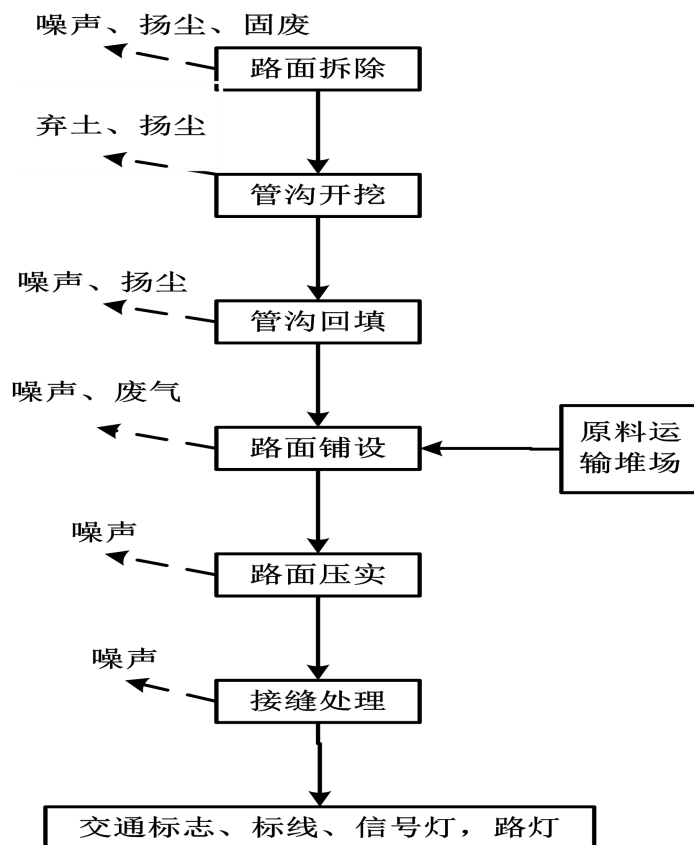 噪声、扬尘、固废
路面拆除
弃土、扬尘
管沟开挖
噪声、扬尘
管沟回填
噪声、废气
路面铺设
原料运
输堆场
噪声
路面压实
噪声
接缝处理
交通标志、标线、信号灯，路灯